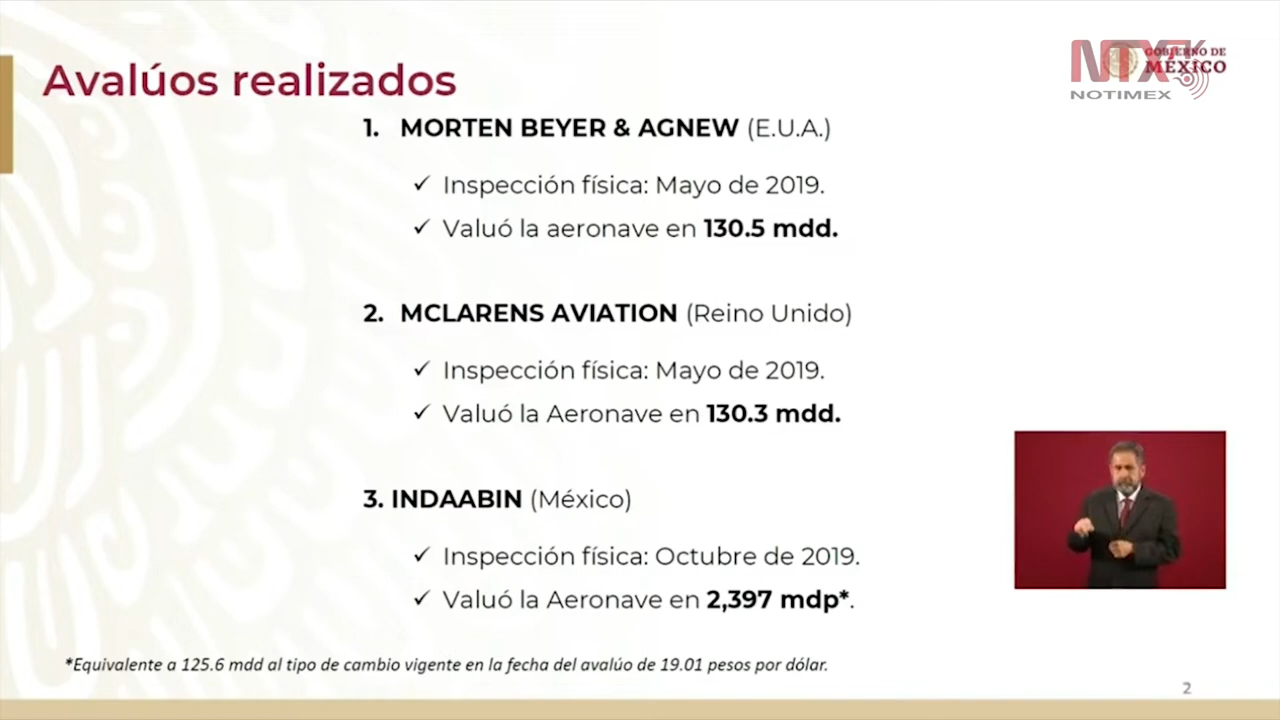 Avalúos realizados
NTX
NOTIMEX
GOBIERNO DE
MÉXICO
1. MORTEN BEYER & AGNEW (E.U.A.)
✓ Inspección física: Mayo de 2019.
✓ Valuó la aeronave en 130.5 mdd.
2. MCLARENS AVIATION (Reino Unido)
✓ Inspección física: Mayo de 2019.
✓ Valuó la Aeronave en 130.3 mdd.
3. INDAABIN (México)
✓ Inspección física: Octubre de 2019.
✓ Valuó la Aeronave en 2,397 mdp*.
*Equivalente a 125.6 mdd al tipo de cambio vigente en la fecha del avalúo de 19.01 pesos por dólar.
2